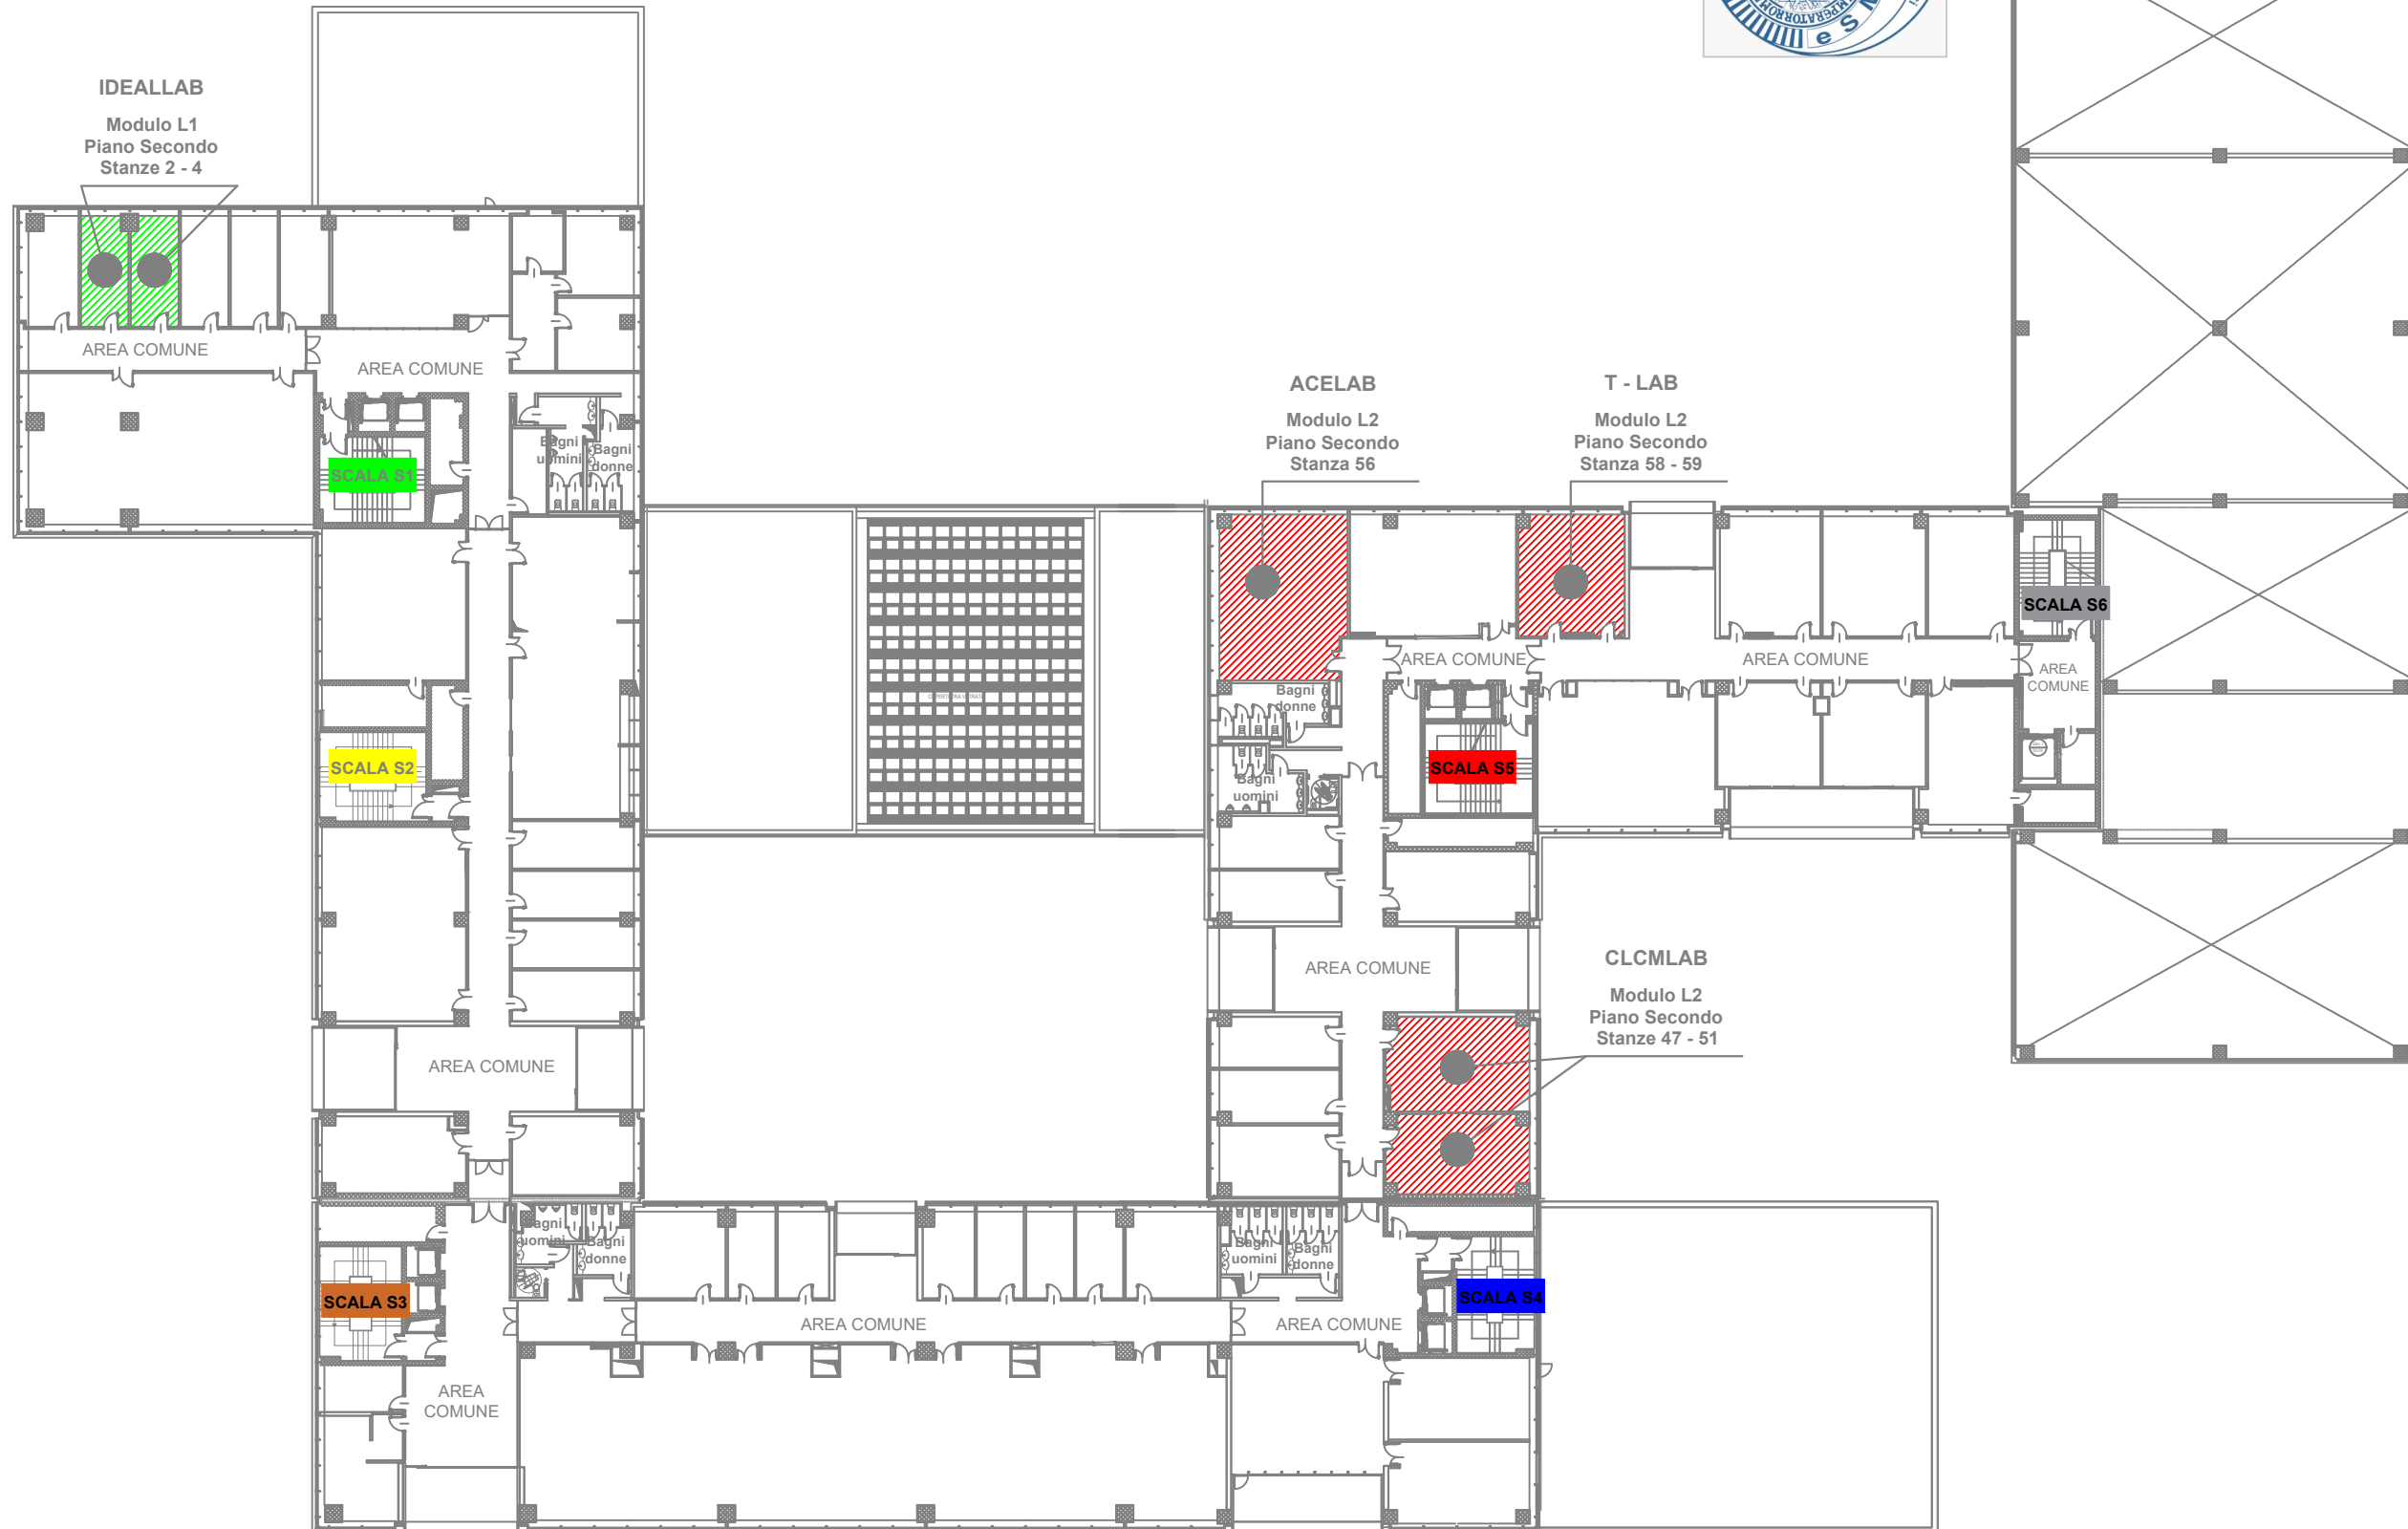 IDEALLAB
Modulo L1
Piano Secondo
Stanze 2 - 4
AREA COMUNE
AREA COMUNE
SCALA S1
Bagni
uomini
Bagni
donne
ACELAB
Modulo L2
Piano Secondo
Stanza 56
T - LAB
Modulo L2
Piano Secondo
Stanza 58 - 59
SCALA S6
AREA COMUNE
AREA COMUNE
AREA
COMUNE
Bagni
donne
SCALA S2
SCALA S5
Bagni
uomini
AREA COMUNE
CLCMLAB
Modulo L2
Piano Secondo
Stanze 47 - 51
AREA COMUNE
Bagni
uomini
Bagni
donne
Bagni
uomini
Bagni
donne
SCALA S3
SCALA S4
AREA COMUNE
AREA COMUNE
AREA
COMUNE